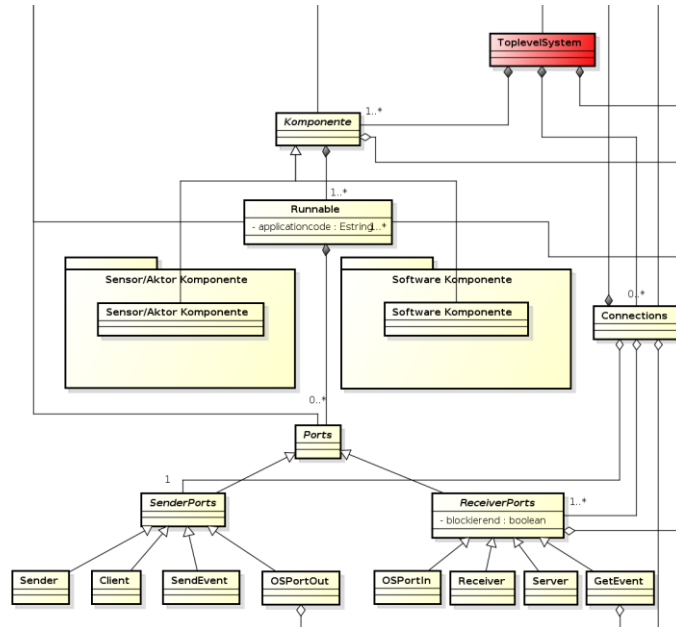 ToplevelSystem
1..*
Komponente
1..*
Runnable
- applicationcode : Estring
1..*
Sensor/Aktor Komponente
Software Komponente
Sensor/Aktor Komponente
Software Komponente
0..*
Connections
0..*
Ports
1
SenderPorts
ReceiverPorts
1..*
- blockierend : boolean
Sender
Client
SendEvent
OSPortOut
OSPortIn
Receiver
Server
GetEvent